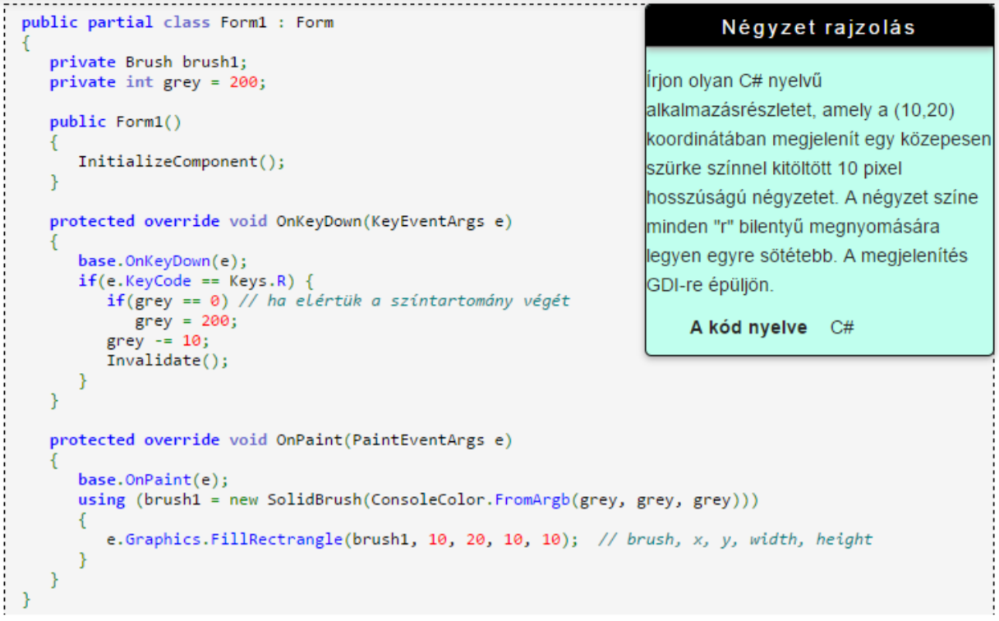 public partial class Form1 : Form
{
private Brush brush1;
private int grey = 200;
public Form1()
{
InitializeComponent();
}
protected override void OnKeyDown(KeyEventArgs e)
{
base.OnKeyDown(e);
if(e.KeyCode == Keys.R) {
if(grey == 0) // ha elértük a színtartomány végét
grey = 200;
grey -= 10;
Invalidate();
}
}
protected override void OnPaint(PaintEventArgs e)
{
base.OnPaint(e);
using (brush1 = new SolidBrush(ConsoleColor.FromArgb(grey, grey, grey)))
{
e.Graphics.FillRectrangle(brush1, 10, 20, 10, 10); // brush, x, y, width, height
}
}
}
Négyzet rajzolás
Írjon olyan C# nyelvű
alkalmazásrészletet, amely a (10,20)
koordinátában megjelenít egy közepesen
szürke színnel kitöltött 10 pixel
hosszúságú négyzetet. A négyzet színe
minden "r" bilentyű megnyomására
legyen egyre sötétebb. A megjelenítés
GDI-re épüljön.
A kód nyelve C#